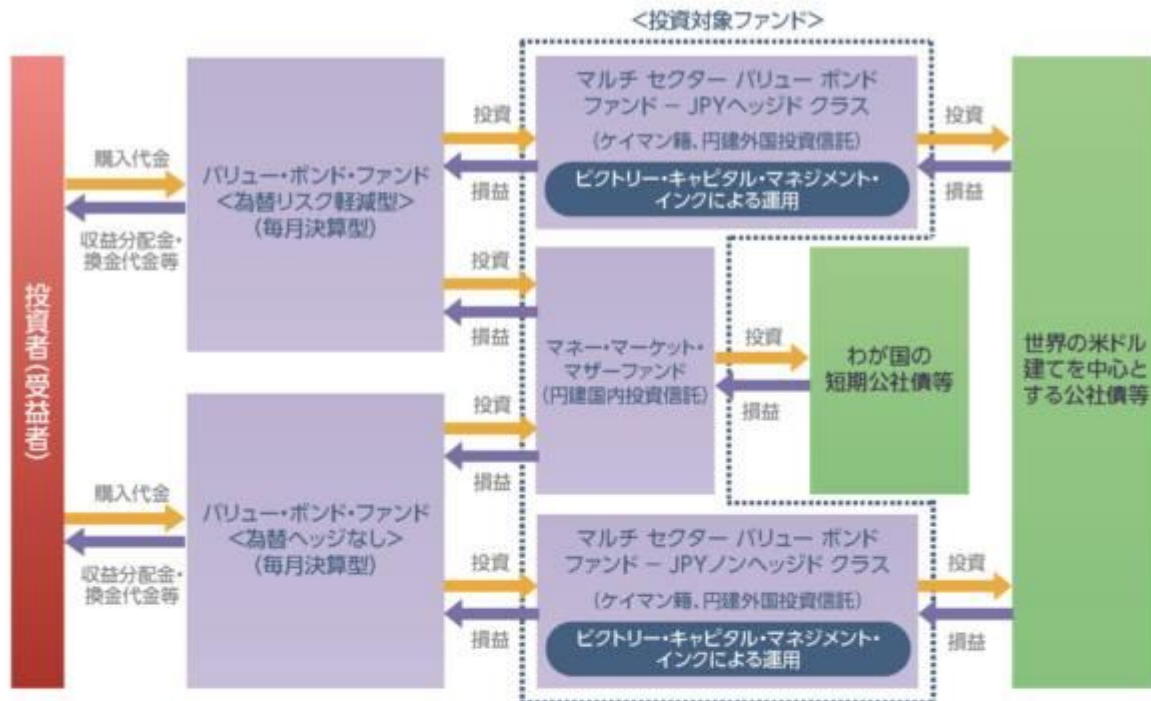 <投資対象ファンド>
投資者(受益者)
購入代金
収益分配金・
換金代金等
バリュー・ボンド・ファンド
<為替リスク軽減型>
(毎月決算型)
投資
損益
マルチ セクター バリュー ボンド
ファンド − JPYヘッジド クラス
(ケイマン籍、円建外国投資信託)
ビクトリー・キャピタル・マネジメント・
インクによる運用
投資
損益
投資
損益
マネー・マーケット・
マザーファンド
(円建国内投資信託)
投資
損益
わが国の
短期公社債等
世界の米ドル
建てを中心と
する公社債等
投資
損益
購入代金
収益分配金・
換金代金等
バリュー・ボンド・ファンド
<為替ヘッジなし>
(毎月決算型)
投資
損益
マルチ セクター バリュー ボンド
ファンド − JPYノンヘッジド クラス
(ケイマン籍、円建外国投資信託)
ビクトリー・キャピタル・マネジメント・
インクによる運用
投資
損益